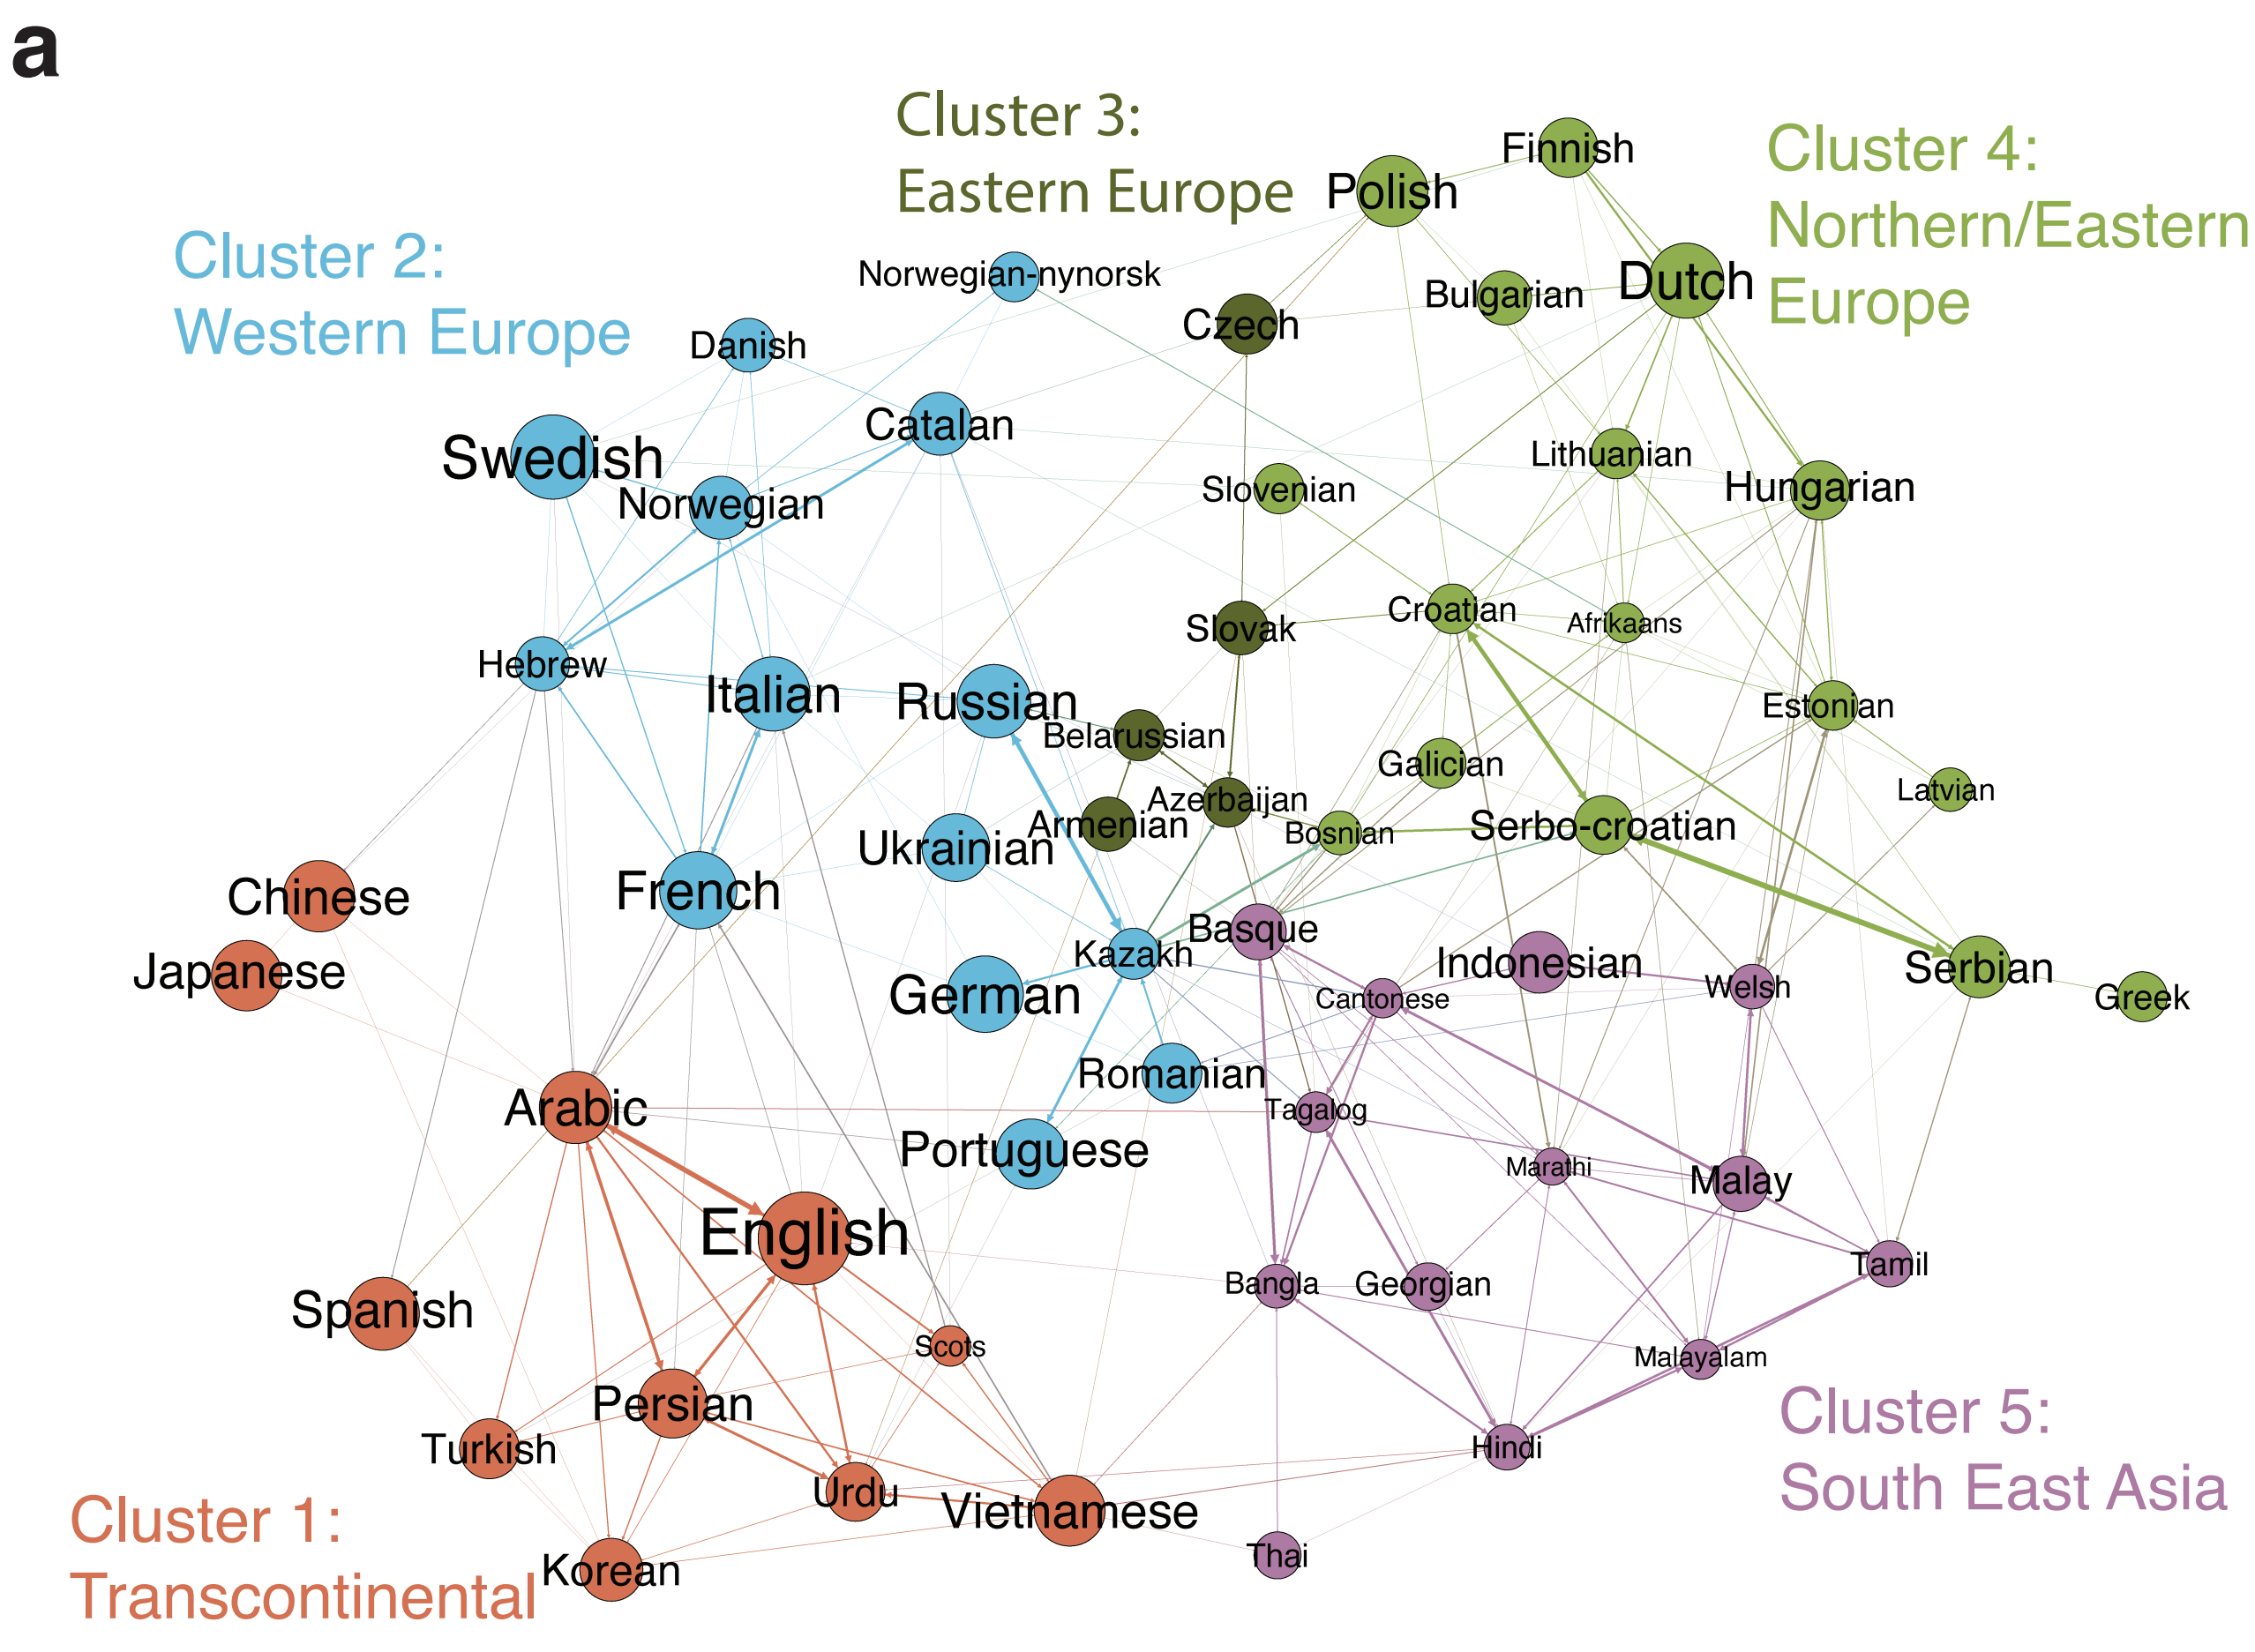 a
Cluster 3:
Eastern Europe
Cluster 4:
Northern/Eastern
Europe
Cluster 2:
Western Europe
Finnish
Polish
Norwegian-nynorsk
Dutch
Bulgarian
Czech
Danish
Catalan
Swedish
Norwegian
Lithuanian
Hungarian
Slovenian
Croatian
Afrikaans
Slovak
Hebrew
Italian
Russian
Belarussian
Estonian
Galician
Latvian
Azerbaijan
Armenian
Bosnian
Serbo-croatian
Ukrainian
French
Chinese
Japanese
Basque
Kazakh
Indonesian
Cantonese
Welsh
Serbian
Greek
German
Romanian
Arabic
Tagalog
Portuguese
Marathi
Malay
English
Tamil
Bangla
Georgian
Spanish
Scots
Malayalam
Persian
Turkish
Hindi
Urdu
Vietnamese
Thai
Korean
Cluster 5:
South East Asia
Cluster 1:
Transcontinental